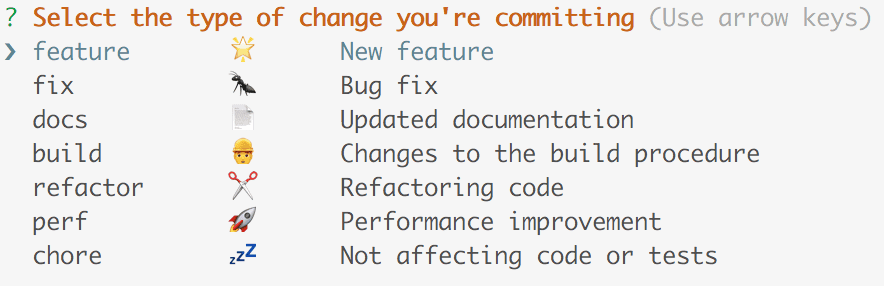 ? Select the type of change you're committing (Use arrow keys)
❯ feature 🌟 New feature
fix 🐜 Bug fix
docs 📄 Updated documentation
build 👷 Changes to the build procedure
refactor ✂️ Refactoring code
perf 🚀 Performance improvement
chore 💤 Not affecting code or tests